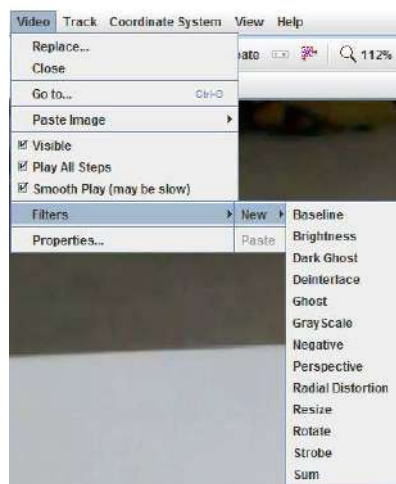 Video Track Coordinate System View Help
Replace...
Close
112%
Go to... Ctrl-G
Paste Image
Visible
Play All Steps
Smooth Play (may be slow)
Filters New Baseline
Properties... Paste Brightness
Dark Ghost
Deinterlace
Ghost
GrayScale
Negative
Perspective
Radial Distortion
Resize
Rotate
Strobe
Sum